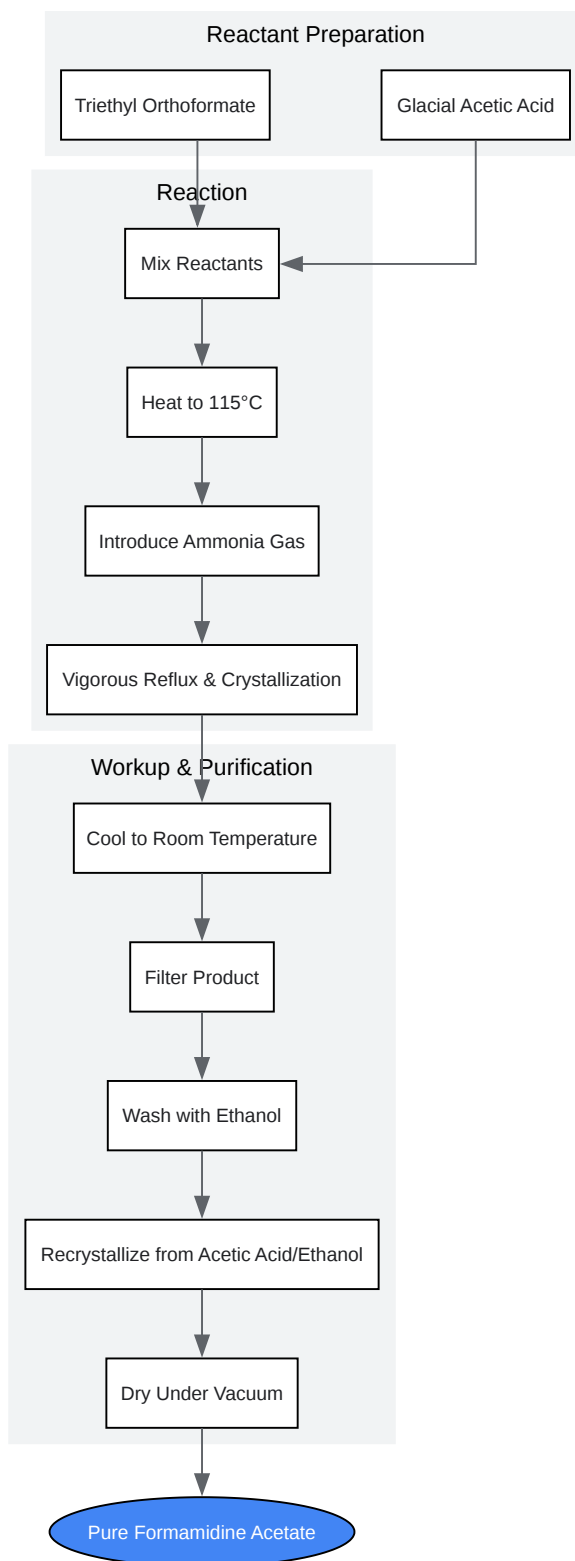 Reactant Preparation
Triethyl Orthoformate
Glacial Acetic Acid
Reaction
Mix Reactants
Heat to 115°C
Introduce Ammonia Gas
Vigorous Reflux & Crystallization
Workup & Purification
Cool to Room Temperature
Filter Product
Wash with Ethanol
Recrystallize from Acetic Acid/Ethanol
Dry Under Vacuum
Pure Formamidine Acetate